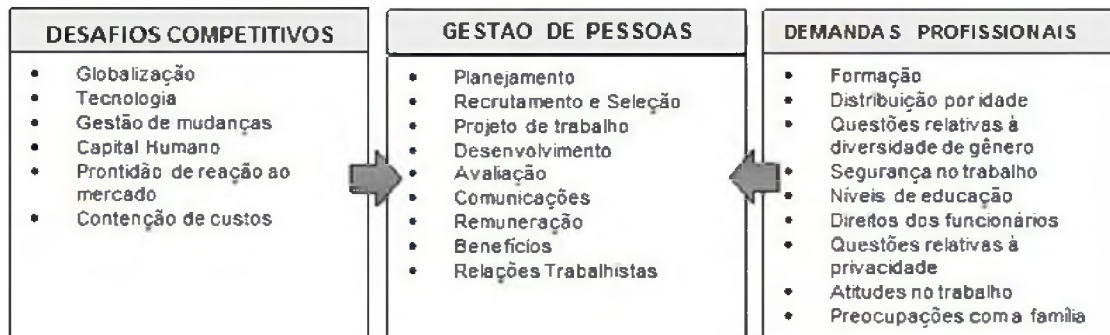 DESAFIOS COMPETITIVOS
• Globalização
• Tecnologia
• Gestão de mudanças
• Capital Humano
• Prontidão de reação ao
mercado
• Contenção de custos
GESTAO DE PESSOAS
• Planejamento
• Recrutamento e Seleção
• Projeto de trabalho
• Desenvolvimento
• Avaliação
• Comunicações
• Remuneração
• Benefícios
• Relações Trabalhistas
DEMANDAS PROFISSIONAIS
• Formação
• Distribuição por idade
• Questões relativas à
diversidade de gênero
• Segurança no trabalho
• Níveis de educação
• Direitos dos funcionários
• Questões relativas à
privacidade
• Atitudes no trabalho
• Preocupações com a família